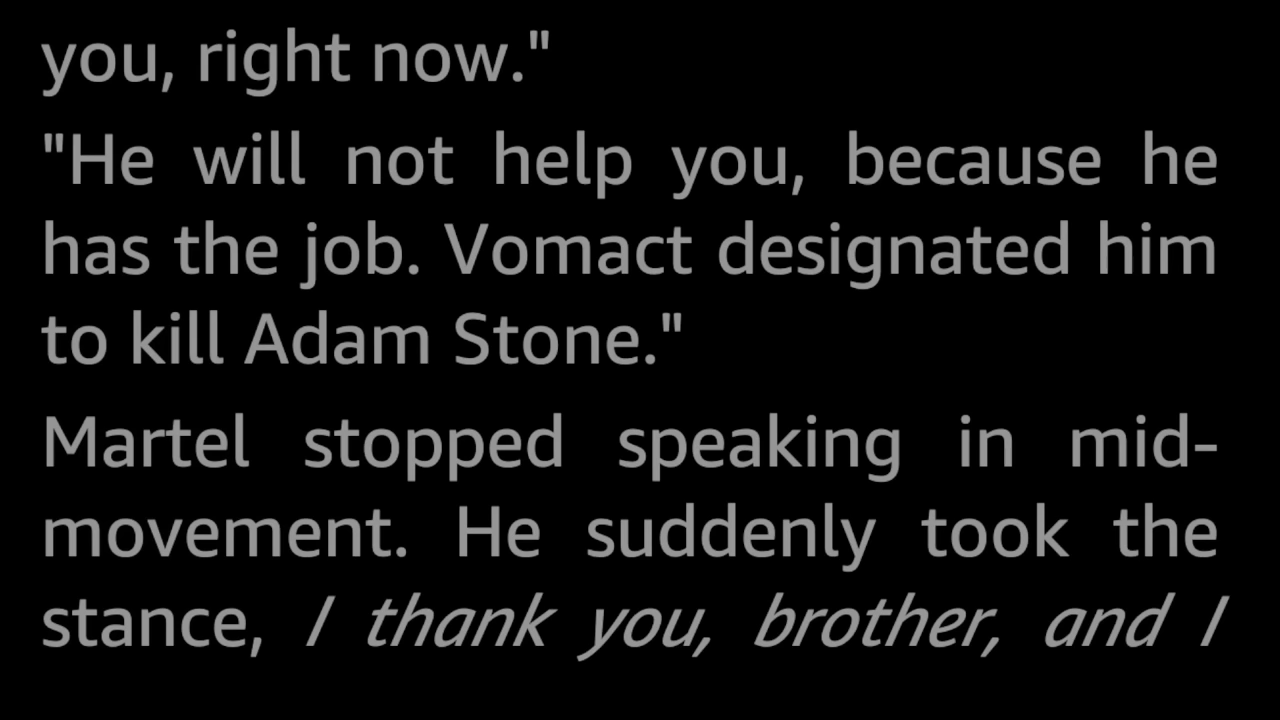 you, right now."
"He will not help you, because he
has the job. Vomact designated him
to kill Adam Stone."
Martel stopped speaking in mid-
movement. He suddenly took the
stance, I thank you, brother, and I